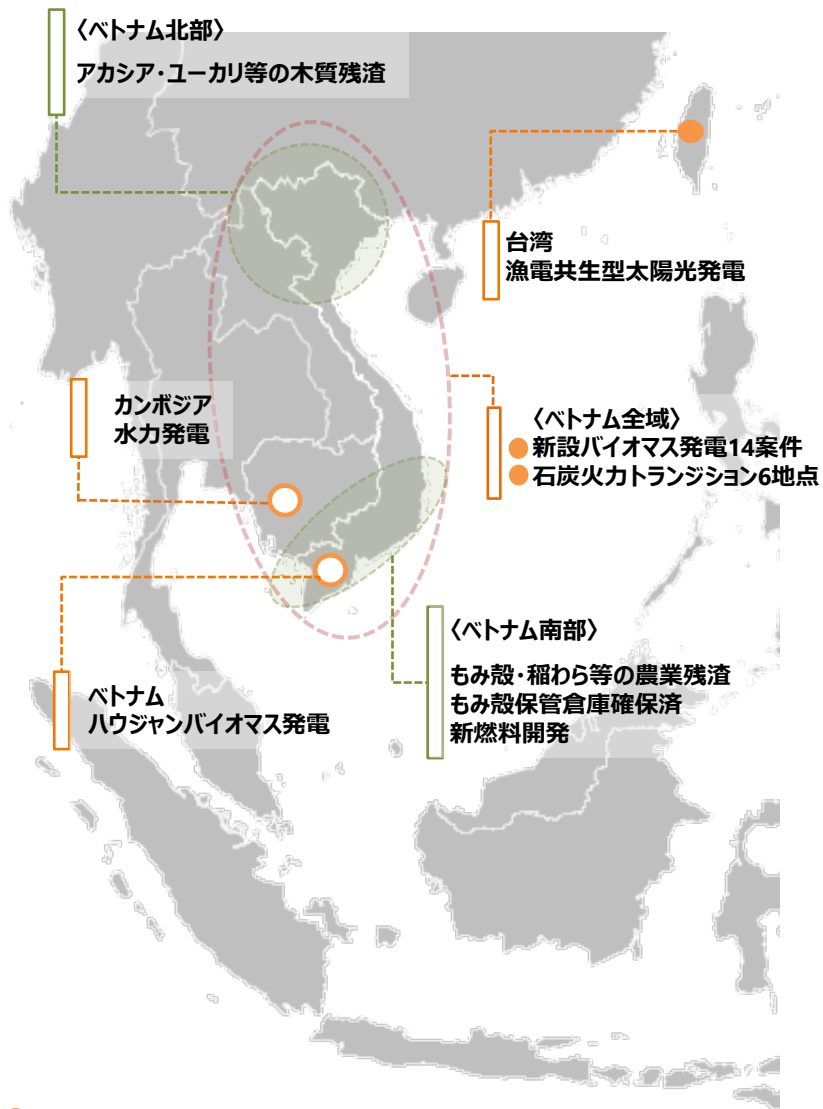 〈ベトナム北部〉
アカシア・ユーカリ等の木質残渣
台湾
漁電共生型太陽光発電
カンボジア
水力発電
〈ベトナム全域〉
新設バイオマス発電14案件
石炭火力トランジション6地点
〈ベトナム南部〉
もみ殻・稲わら等の農業残渣
もみ殻保管倉庫確保済
新燃料開発
ベトナム
ハウジャンバイオマス発電